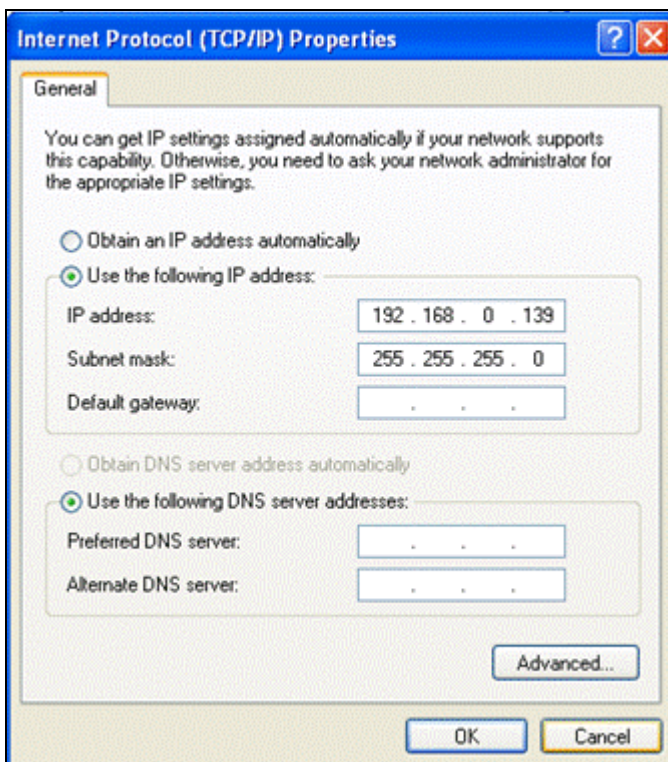 Internet Protocol (TCP/IP) Properties
General
You can get IP settings assigned automatically if your network supports
this capability. Otherwise, you need to ask your network administrator for
the appropriate IP settings.
Obtain an IP address automatically
Use the following IP address:
IP address: 192 . 168 . 0 . 139
Subnet mask: 255 . 255 . 255 . 0
Default gateway: . . .
Obtain DNS server address automatically
Use the following DNS server addresses:
Preferred DNS server: . . .
Alternate DNS server: . . .
Advanced...
OK Cancel